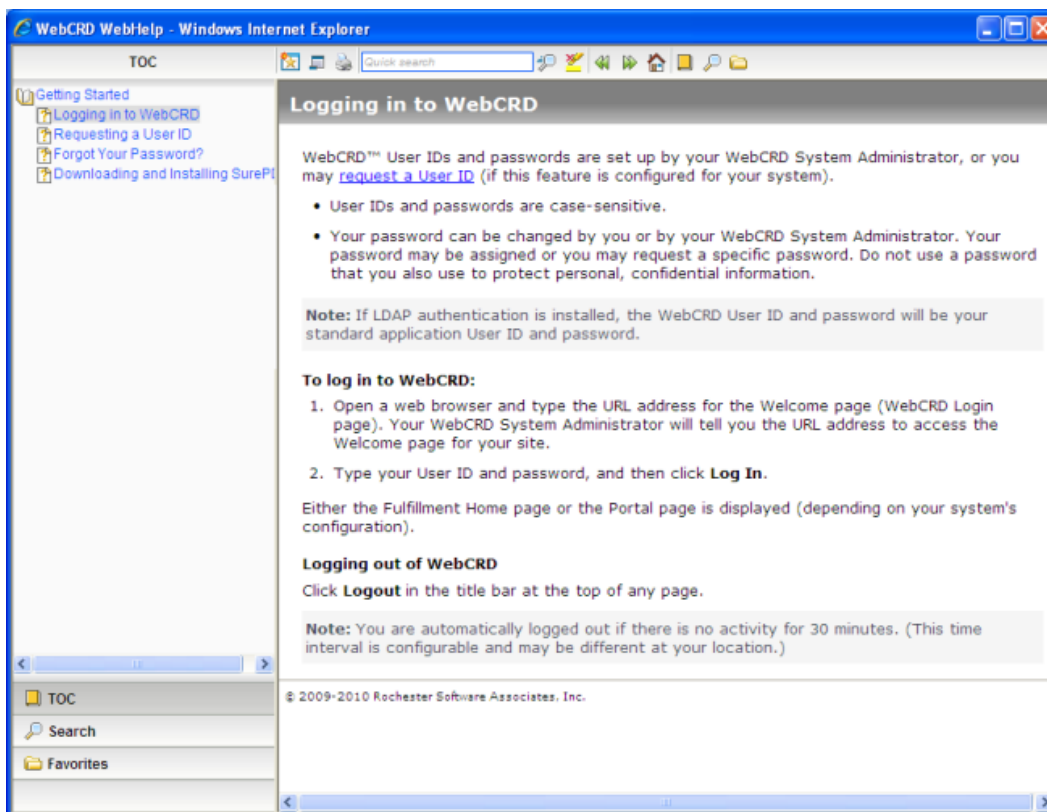 WebCRD WebHelp - Windows Internet Explorer
TOC
Quick search
Getting Started
Logging in to WebCRD
Requesting a User ID
Forgot Your Password?
Downloading and Installing SurePD
Logging in to WebCRD
WebCRD™ User IDs and passwords are set up by your WebCRD System Administrator, or you
may request a User ID (if this feature is configured for your system).
• User IDs and passwords are case-sensitive.
• Your password can be changed by you or by your WebCRD System Administrator. Your
password may be assigned or you may request a specific password. Do not use a password
that you also use to protect personal, confidential information.
Note: If LDAP authentication is installed, the WebCRD User ID and password will be your
standard application User ID and password.
To log in to WebCRD:
1. Open a web browser and type the URL address for the Welcome page (WebCRD Login
page). Your WebCRD System Administrator will tell you the URL address to access the
Welcome page for your site.
2. Type your User ID and password, and then click Log In.
Either the Fulfillment Home page or the Portal page is displayed (depending on your system's
configuration).
Logging out of WebCRD
Click Logout in the title bar at the top of any page.
Note: You are automatically logged out if there is no activity for 30 minutes. (This time
interval is configurable and may be different at your location.)
© 2009-2010 Rochester Software Associates, Inc.
TOC
Search
Favorites